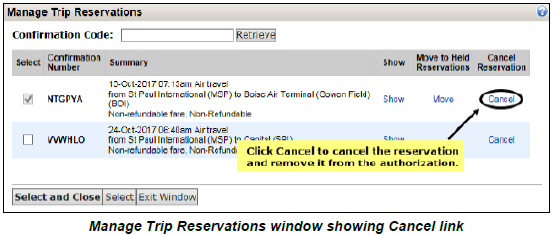 Manage Trip Reservations
Confirmation Code: Retrieve
Select Confirmation Number Summary Show Move to Held Reservations Cancel Reservation
13-Oct-2017 07:13am Air travel
NTGPYA from St Paul International (MSP) to Boise Air Terminal (Gowen Field) Show Move Cancel
(BOI)
Non-refundable fare, Non-Refundable
24-Oct-2017 08:40am Air travel
VWWHLO from St Paul International (MSP) to Capital (SPI) Show Cancel
Non-refundable fare, Non-Refunda
Click Cancel to cancel the reservation
and remove it from the authorization.
Select and Close Select Exit Window
Manage Trip Reservations window showing Cancel link